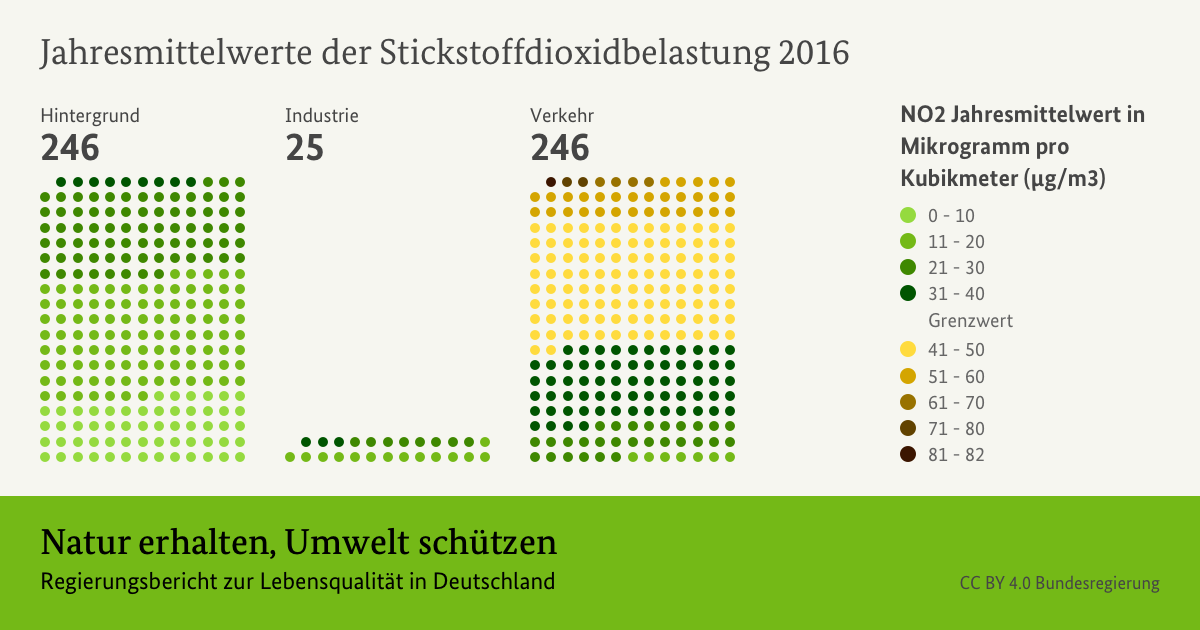 Jahresmittelwerte der Stickstoffdioxidbelastung 2016
Hintergrund
246
Industrie
25
Verkehr
246
NO2 Jahresmittelwert in
Mikrogramm pro
Kubikmeter (µg/m3)
0 - 10
11 - 20
21 - 30
31 - 40
Grenzwert
41 - 50
51 - 60
61 - 70
71 - 80
81 - 82
Natur erhalten, Umwelt schützen
Regierungsbericht zur Lebensqualität in Deutschland
CC BY 4.0 Bundesregierung